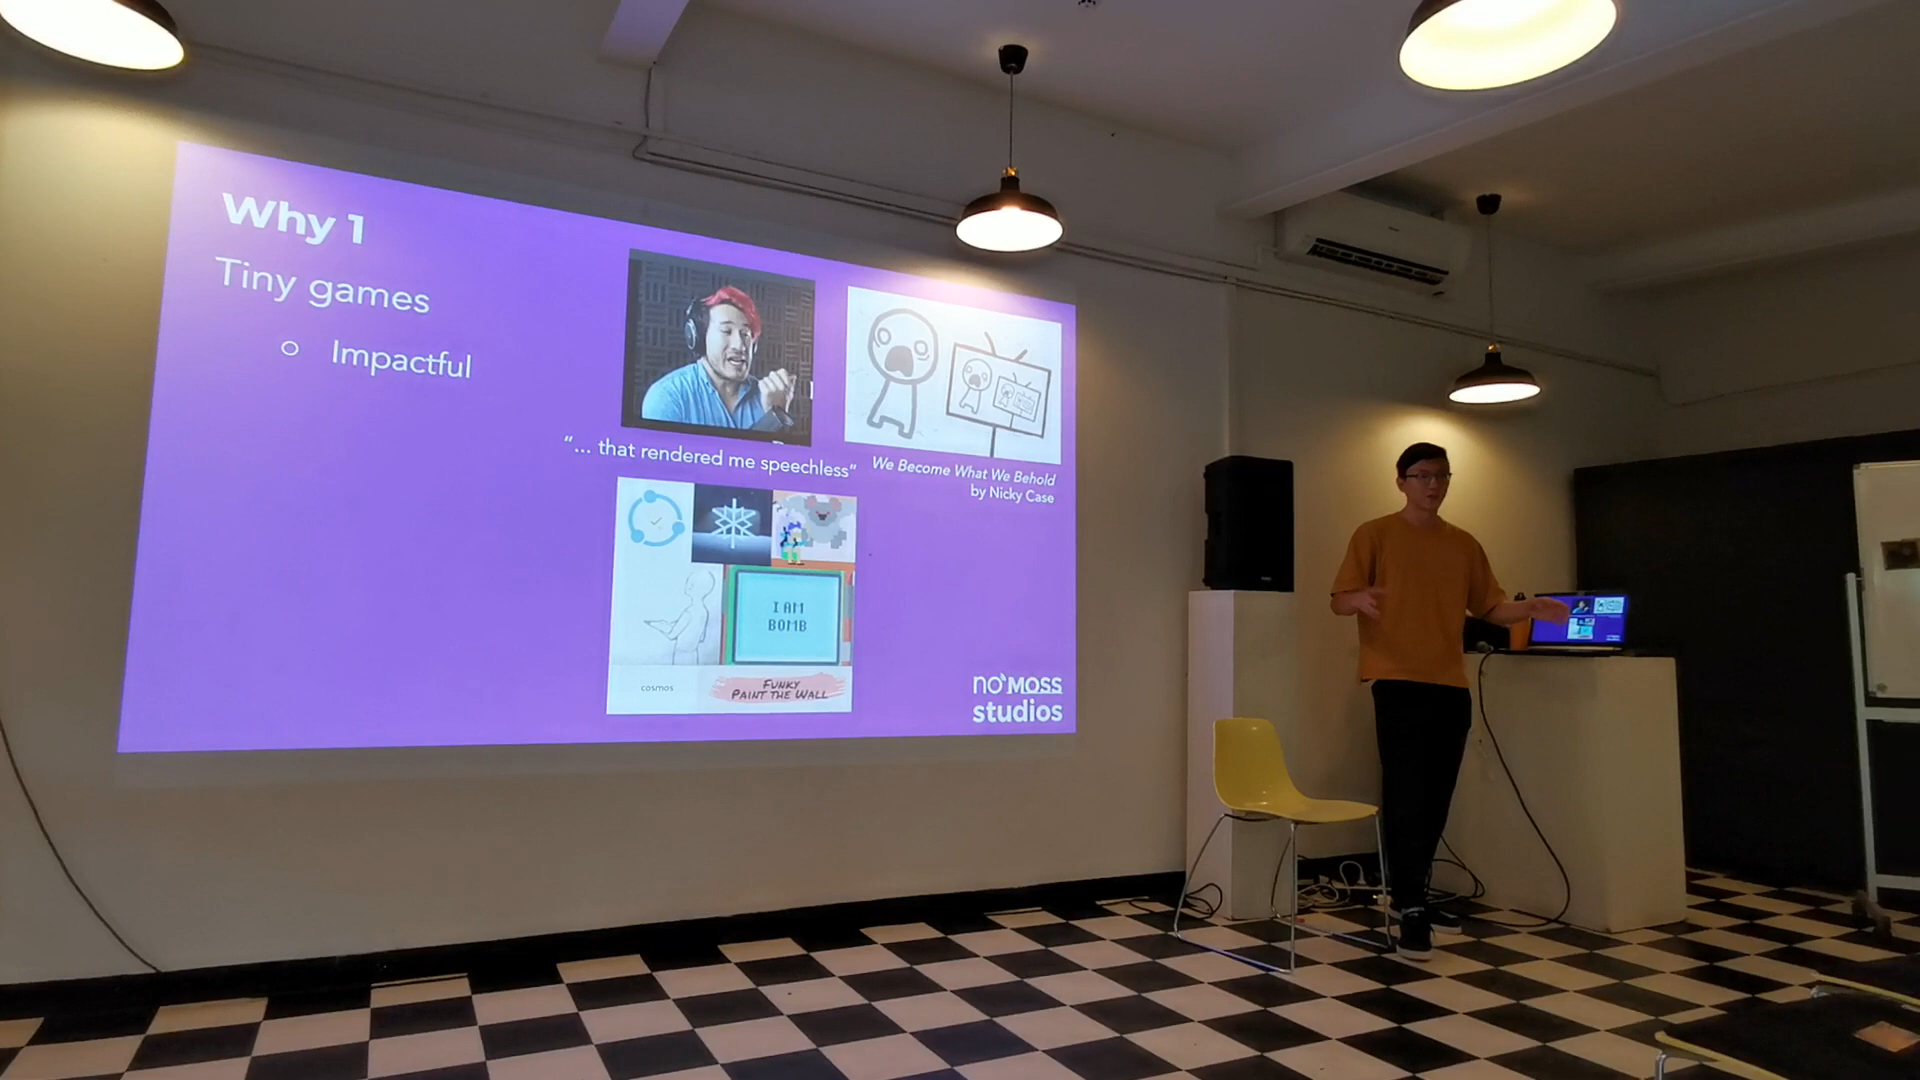 Why 1
Tiny games
Impactful
“... that rendered me speechless”
We Become What We Behold
by Nicky Case
I AM
BOMB
cosmos
FUNKY
PAINT THE WALL
no MOSS
studios